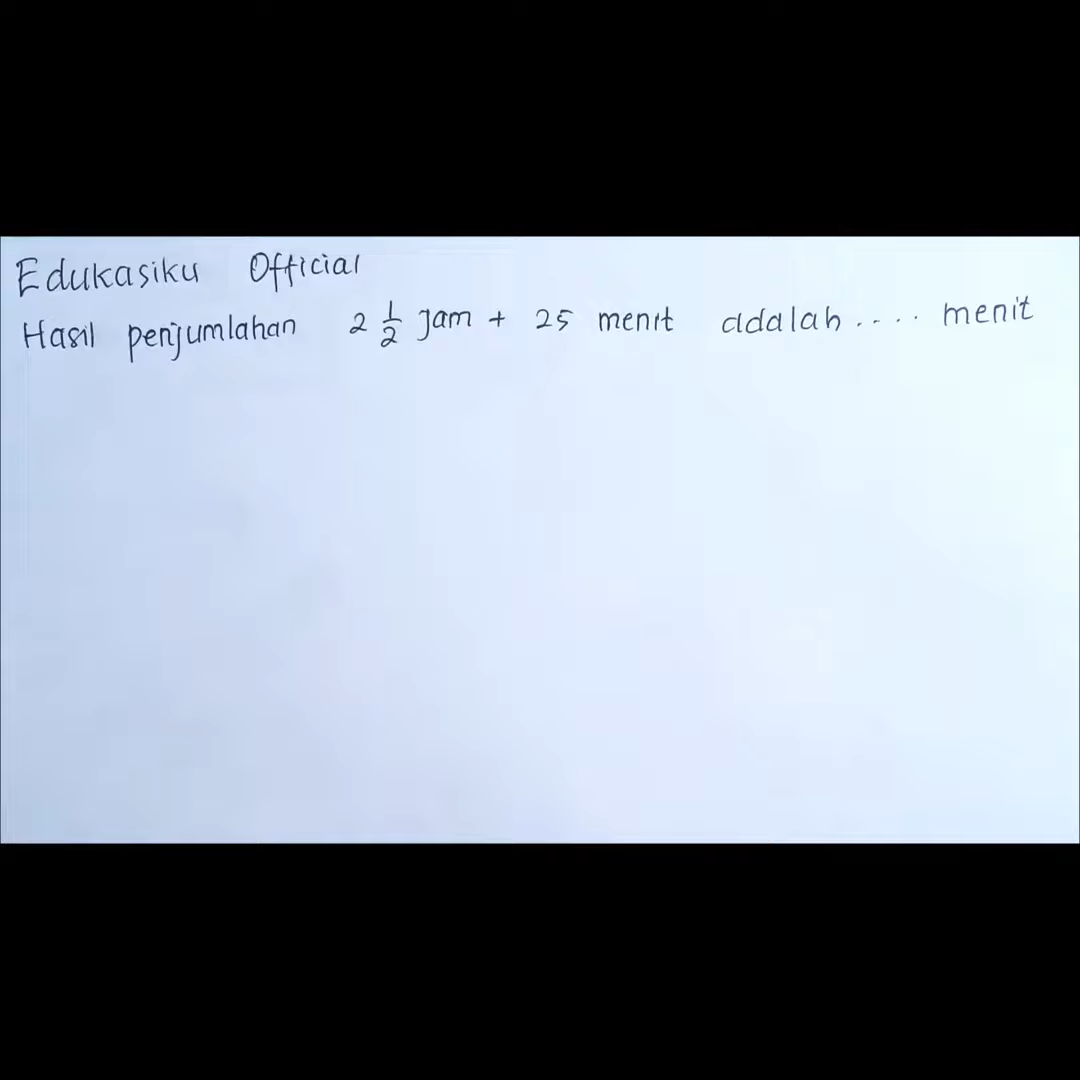 Edukasiku Official
Hasil penjumlahan 2 1/2 jam + 25 menit adalah .... menit